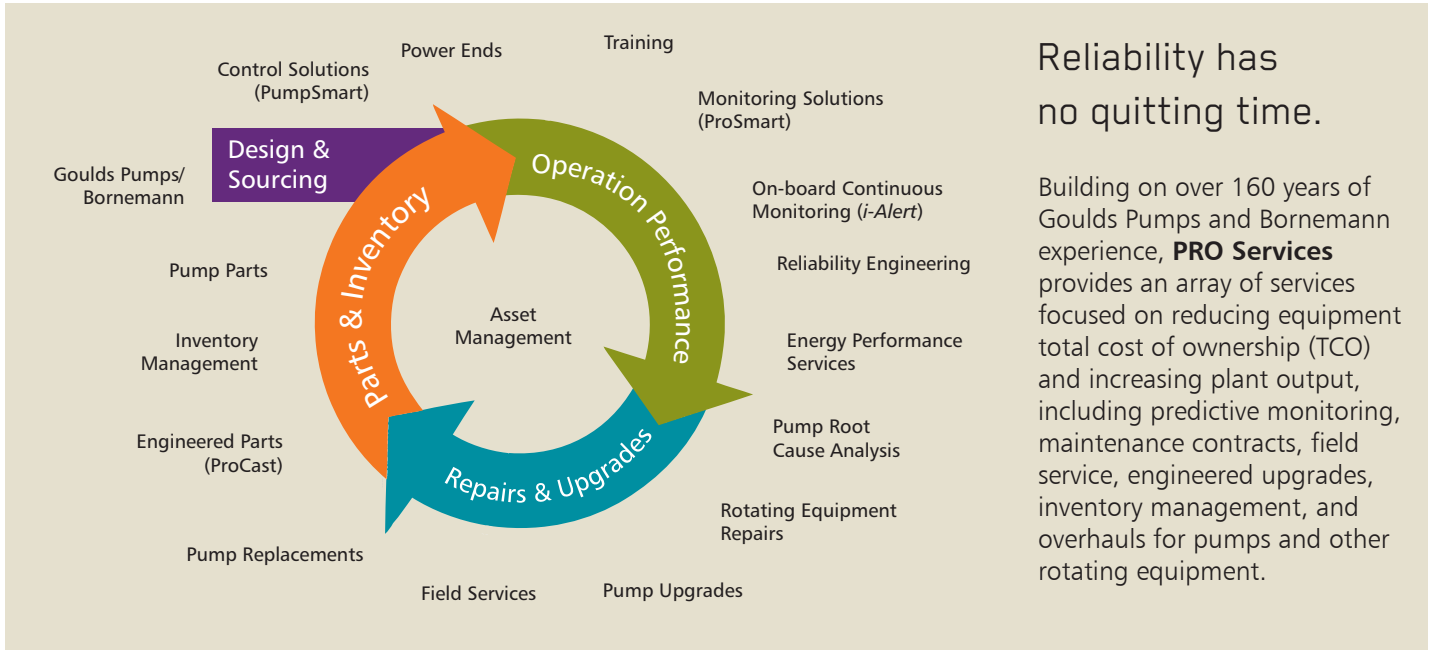 Power Ends
Training
Control Solutions
(PumpSmart)
Monitoring Solutions
(ProSmart)
Design &
Sourcing
Goulds Pumps/
Bornemann
Operation Performance
On-board Continuous
Monitoring (i-Alert)
Parts & Inventory
Pump Parts
Reliability Engineering
Asset
Management
Inventory
Management
Energy Performance
Services
Engineered Parts
(ProCast)
Pump Root
Cause Analysis
Repairs & Upgrades
Rotating Equipment
Repairs
Pump Replacements
Field Services
Pump Upgrades
Reliability has
no quitting time.
Building on over 160 years of
Goulds Pumps and Bornemann
experience, PRO Services
provides an array of services
focused on reducing equipment
total cost of ownership (TCO)
and increasing plant output,
including predictive monitoring,
maintenance contracts, field
service, engineered upgrades,
inventory management, and
overhauls for pumps and other
rotating equipment.